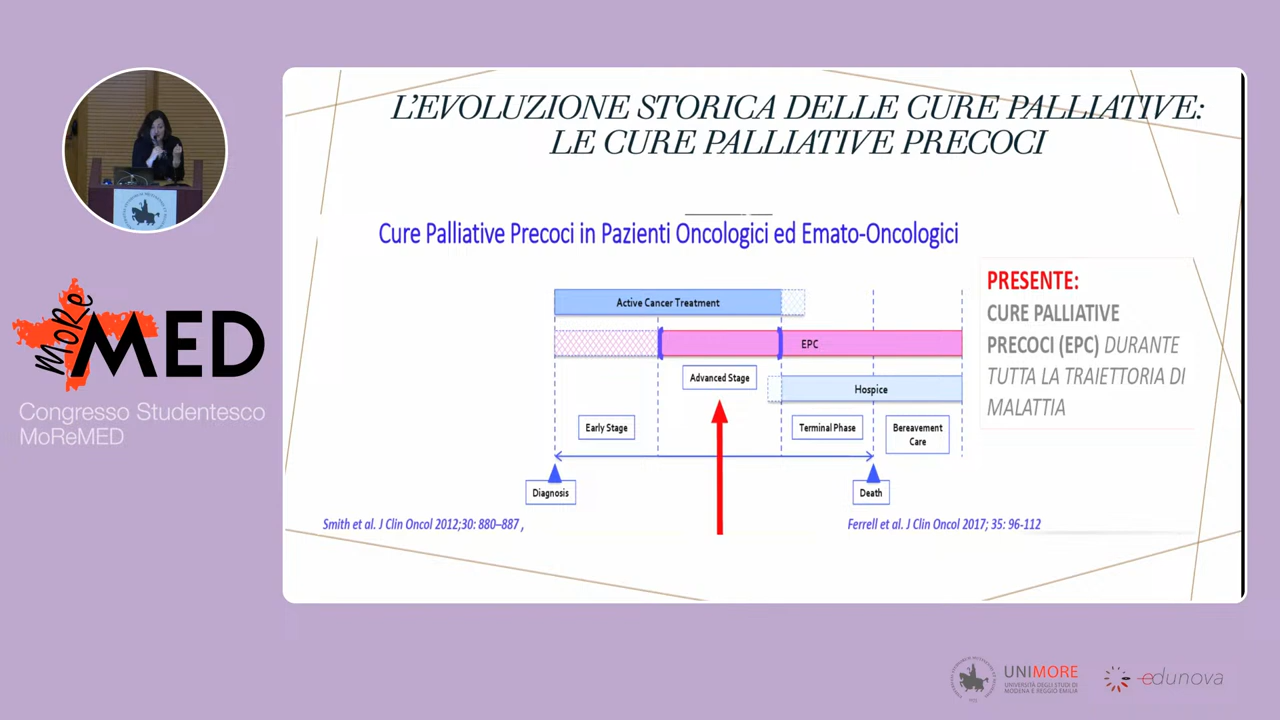 L'EVOLUZIONE STORICA DELLE CURE PALLIATIVE:
LE CURE PALLIATIVE PRECOCI
Cure Palliative Precoci in Pazienti Oncologici ed Emato-Oncologici
Active Cancer Treatment
EPC
Advanced Stage
Hospice
Early Stage
Terminal Phase
Bereavement
Care
Diagnosis
Death
Smith et al. J Clin Oncol 2012;30: 880–887 ,
Ferrell et al. J Clin Oncol 2017; 35: 96-112
PRESENTE:
CURE PALLIATIVE
PRECOCI (EPC) DURANTE
TUTTA LA TRAIETTORIA DI
MALATTIA
MoRe
MED
Congresso Studentesco
MoReMED
UNIMORE
UNIVERSITÀ DEGLI STUDI DI
MODENA E REGGIO EMILIA
edunova